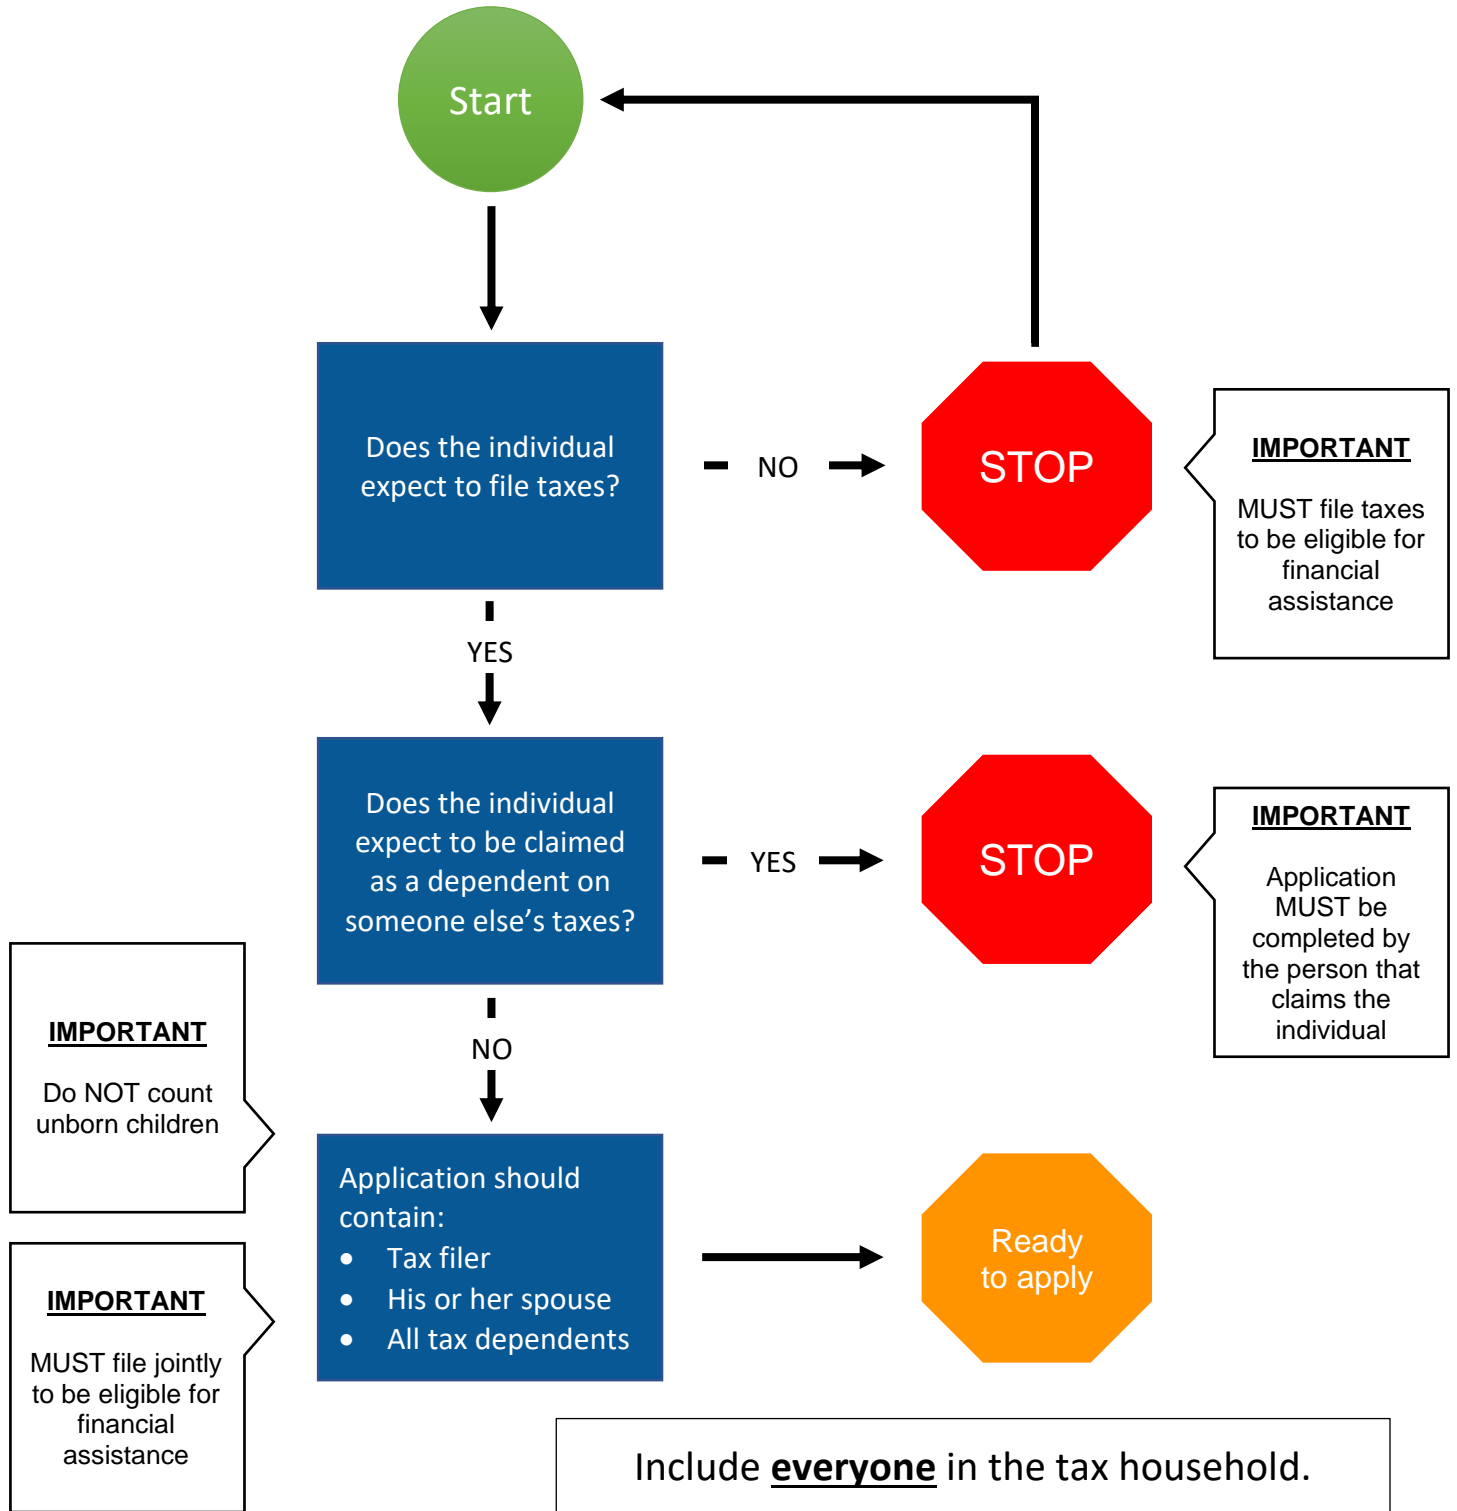 Start
Does the individual
expect to file taxes?
NO
STOP
IMPORTANT
MUST file taxes
to be eligible for
financial
assistance
YES
Does the individual
expect to be claimed
as a dependent on
someone else’s taxes?
YES
STOP
IMPORTANT
Application
MUST be
completed by
the person that
claims the
individual
NO
IMPORTANT
Do NOT count
unborn children
Application should
contain:
• Tax filer
• His or her spouse
• All tax dependents
Ready
to apply
IMPORTANT
MUST file jointly
to be eligible for
financial
assistance
Include everyone in the tax household.